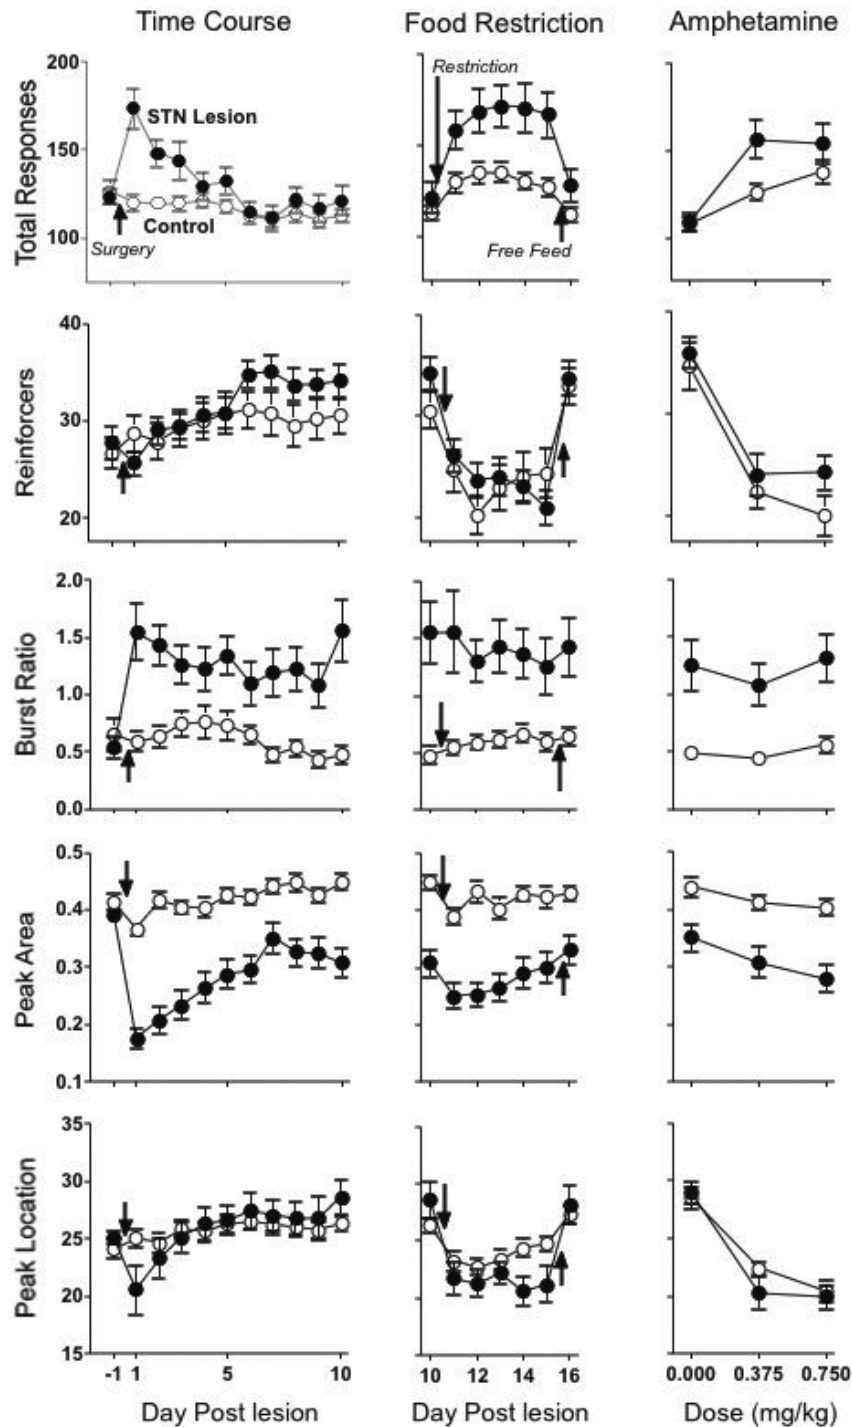 Time Course Food Restriction Amphetamine
Total Responses
200
150
100
STN Lesion
Control
Surgery
Restriction
Free Feed
Reinforcers
40
30
20
Burst Ratio
2.0
1.5
1.0
0.5
0.0
Peak Area
0.5
0.4
0.3
0.2
0.1
Peak Location
35
30
25
20
15
-1 1 5 10
10 12 14 16
0.000 0.375 0.750
Day Post lesion Day Post lesion Dose (mg/kg)